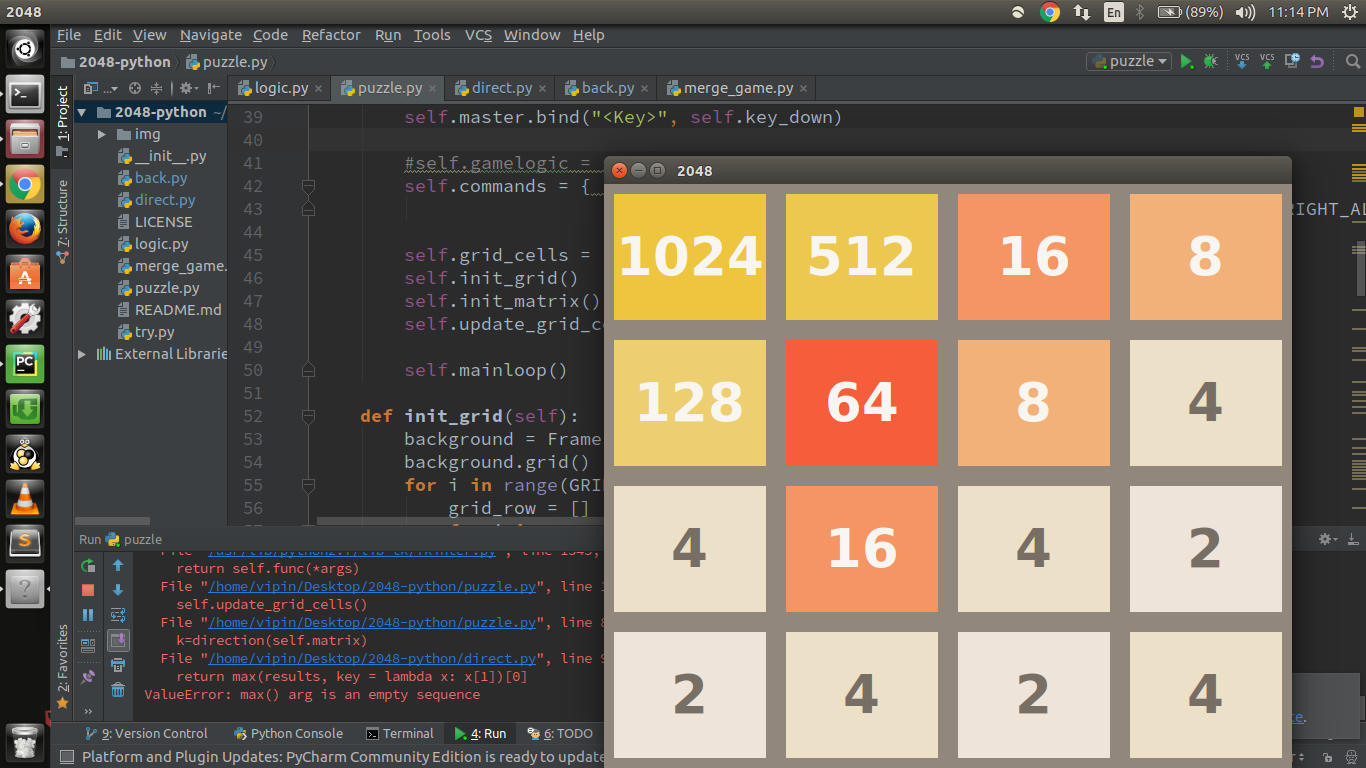 2048
En
(89%)
11:14 PM
File Edit View Navigate Code Refactor Run Tools VCS Window Help
2048-python
puzzle.py
puzzle
VCS
VCS
...
logic.py
puzzle.py
direct.py
back.py
merge_game.py
1: Project
7: Structure
2: Favorites
2048-python ~/
img
__init__.py
back.py
direct.py
LICENSE
logic.py
merge_game.
puzzle.py
README.md
try.py
External Librarie
39 self.master.bind("<Key>", self.key_down)
40
41 #self.gamelogic =
42 self.commands = {
43 RIGHT_AL
44
45 self.grid_cells =
46 self.init_grid()
47 self.init_matrix()
48 self.update_grid_ce
49
50 self.mainloop()
51
52 def init_grid(self):
53 background = Frame
54 background.grid()
55 for i in range(GRI
56 grid_row = []
2048
1024 512 16 8
128 64 8 4
4 16 4 2
2 4 2 4
Run puzzle
return self.func(*args)
File "/home/vipin/Desktop/2048-python/puzzle.py", line
self.update_grid_cells()
File "/home/vipin/Desktop/2048-python/puzzle.py", line
k=direction(self.matrix)
File "/home/vipin/Desktop/2048-python/direct.py", line
return max(results, key = lambda x: x[1])[0]
ValueError: max() arg is an empty sequence
9: Version Control
Python Console
Terminal
4: Run
6: TODO
Platform and Plugin Updates: PyCharm Community Edition is ready to update